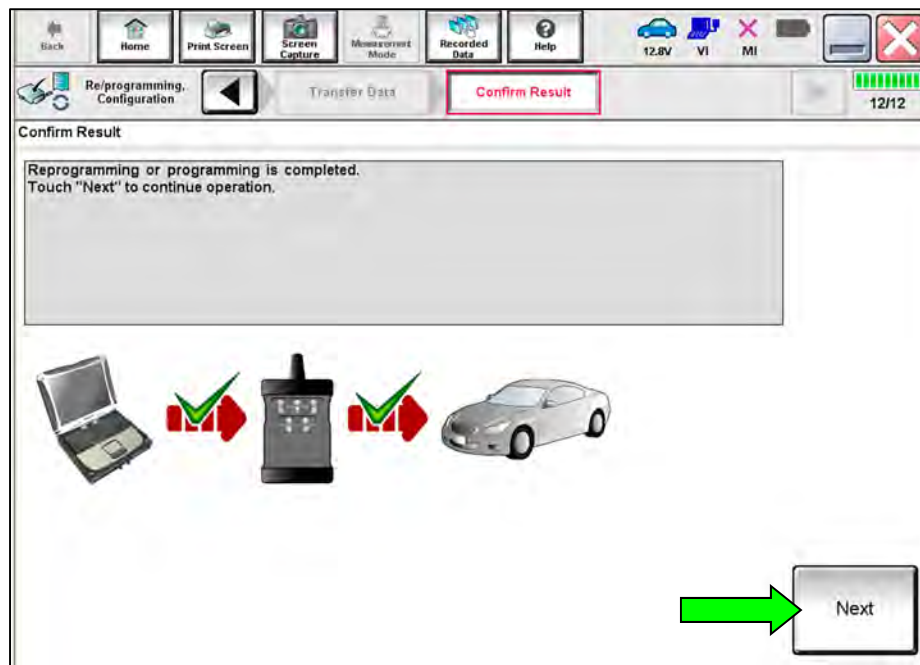 Back
Home
Print Screen
Screen
Capture
Measurement
Mode
Recorded
Data
Help
12.8V
VI
MI
Re/programming,
Configuration
Transfer Data
Confirm Result
12/12
Confirm Result
Reprogramming or programming is completed.
Touch "Next" to continue operation.
Next